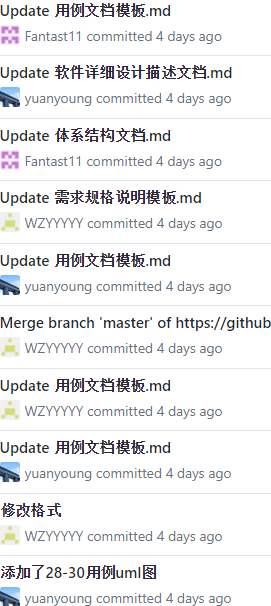 Update 用例文档模板.md
Fantast11 committed 4 days ago
Update 软件详细设计描述文档.md
yuanyoung committed 4 days ago
Update 体系结构文档.md
Fantast11 committed 4 days ago
Update 需求规格说明模板.md
WZYYYYY committed 4 days ago
Update 用例文档模板.md
yuanyoung committed 4 days ago
Merge branch 'master' of https://github
WZYYYYY committed 4 days ago
Update 用例文档模板.md
WZYYYYY committed 4 days ago
Update 用例文档模板.md
yuanyoung committed 4 days ago
修改格式
WZYYYYY committed 4 days ago
添加了28-30用例uml图
yuanyoung committed 4 days ago